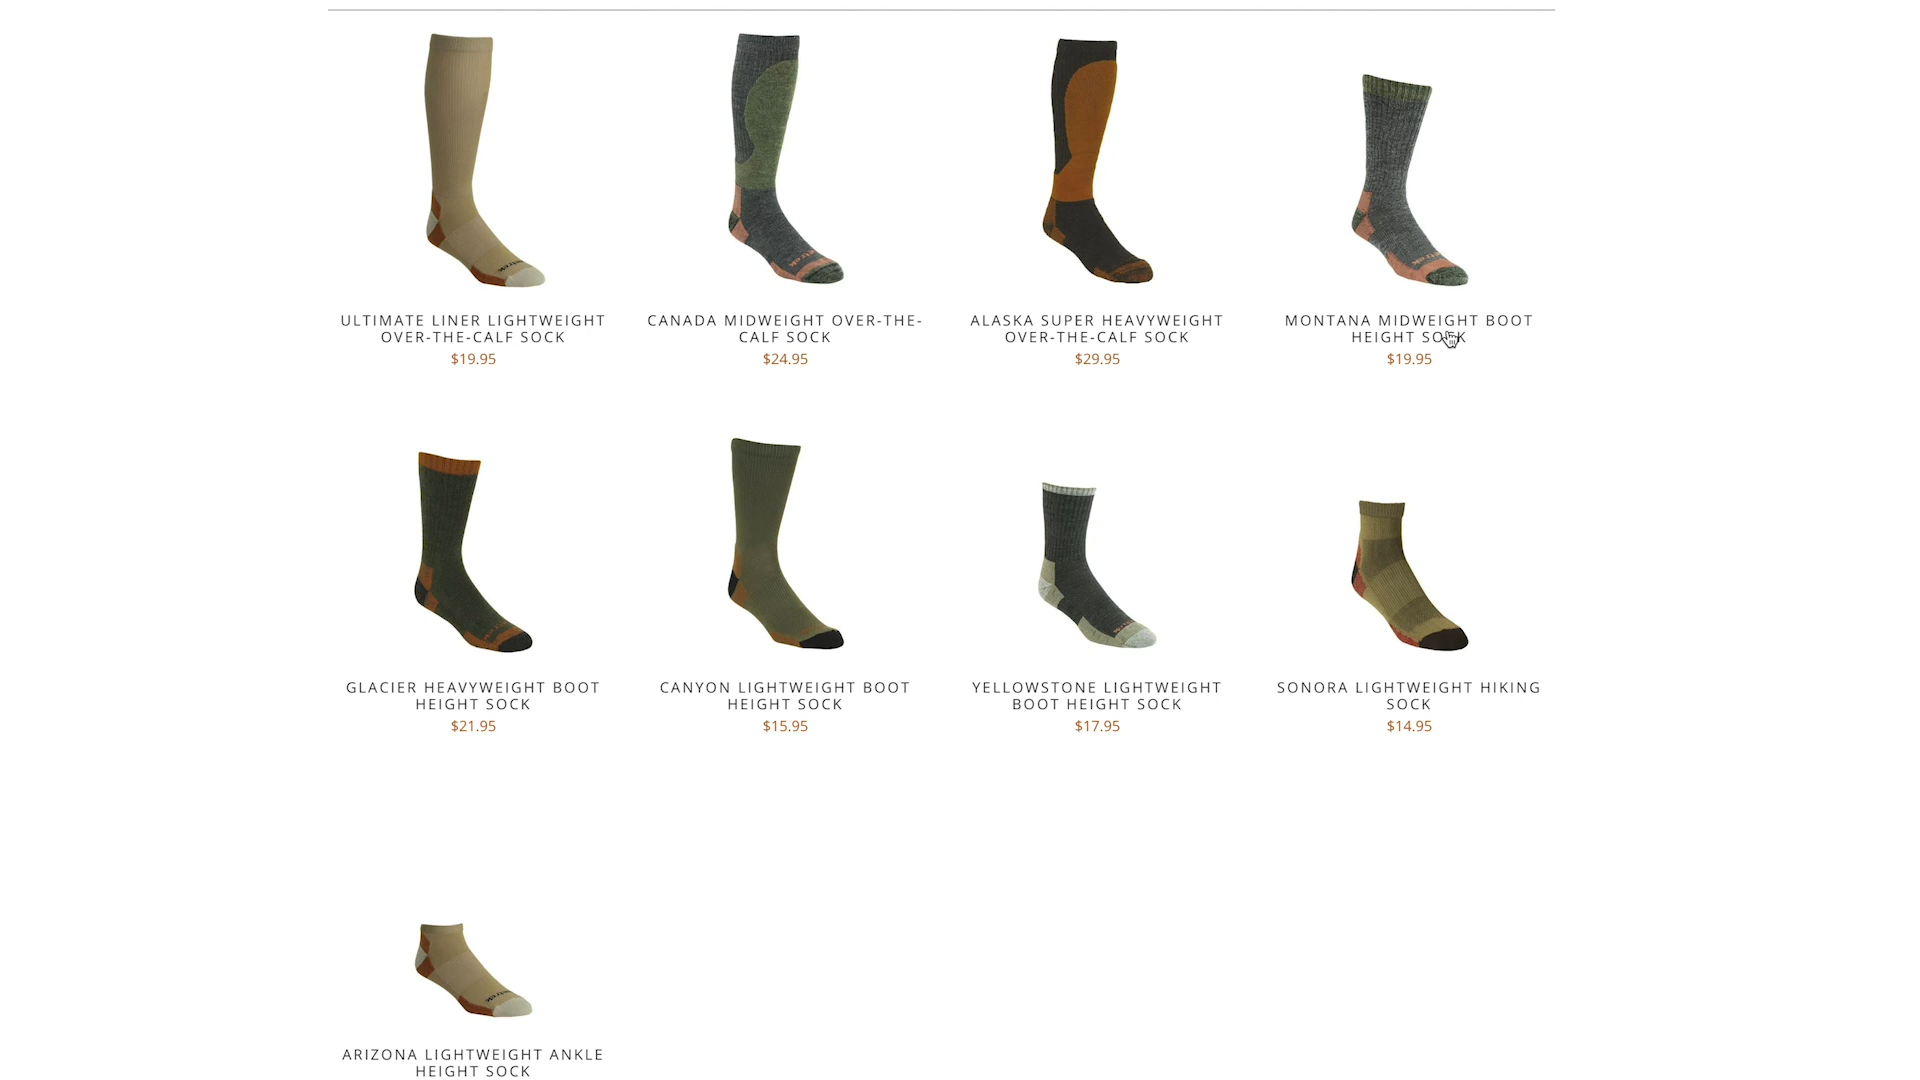 ULTIMATE LINER LIGHTWEIGHT
OVER-THE-CALF SOCK
$19.95
CANADA MIDWEIGHT OVER-THE-
CALF SOCK
$24.95
ALASKA SUPER HEAVYWEIGHT
OVER-THE-CALF SOCK
$29.95
MONTANA MIDWEIGHT BOOT
HEIGHT SOCK
$19.95
GLACIER HEAVYWEIGHT BOOT
HEIGHT SOCK
$21.95
CANYON LIGHTWEIGHT BOOT
HEIGHT SOCK
$15.95
YELLOWSTONE LIGHTWEIGHT
BOOT HEIGHT SOCK
$17.95
SONORA LIGHTWEIGHT HIKING
SOCK
$14.95
ARIZONA LIGHTWEIGHT ANKLE
HEIGHT SOCK